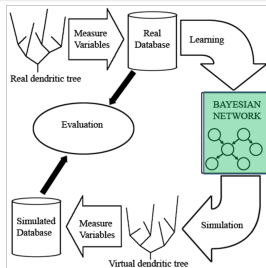 Measure
Variables
Real
Database
Learning
Real dendritic tree
BAYESIAN
NETWORK
Evaluation
Simulated
Database
Measure
Variables
Simulation
Virtual dendritic tree